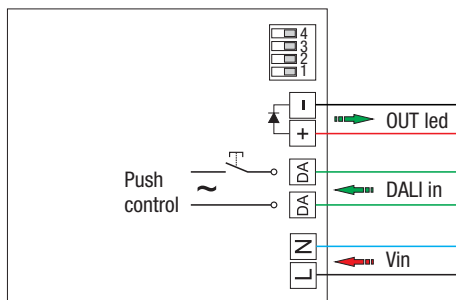 4
3
2
1
−
+
OUT led
DA
DA
Push
control
~
DALI in
N
L
Vin